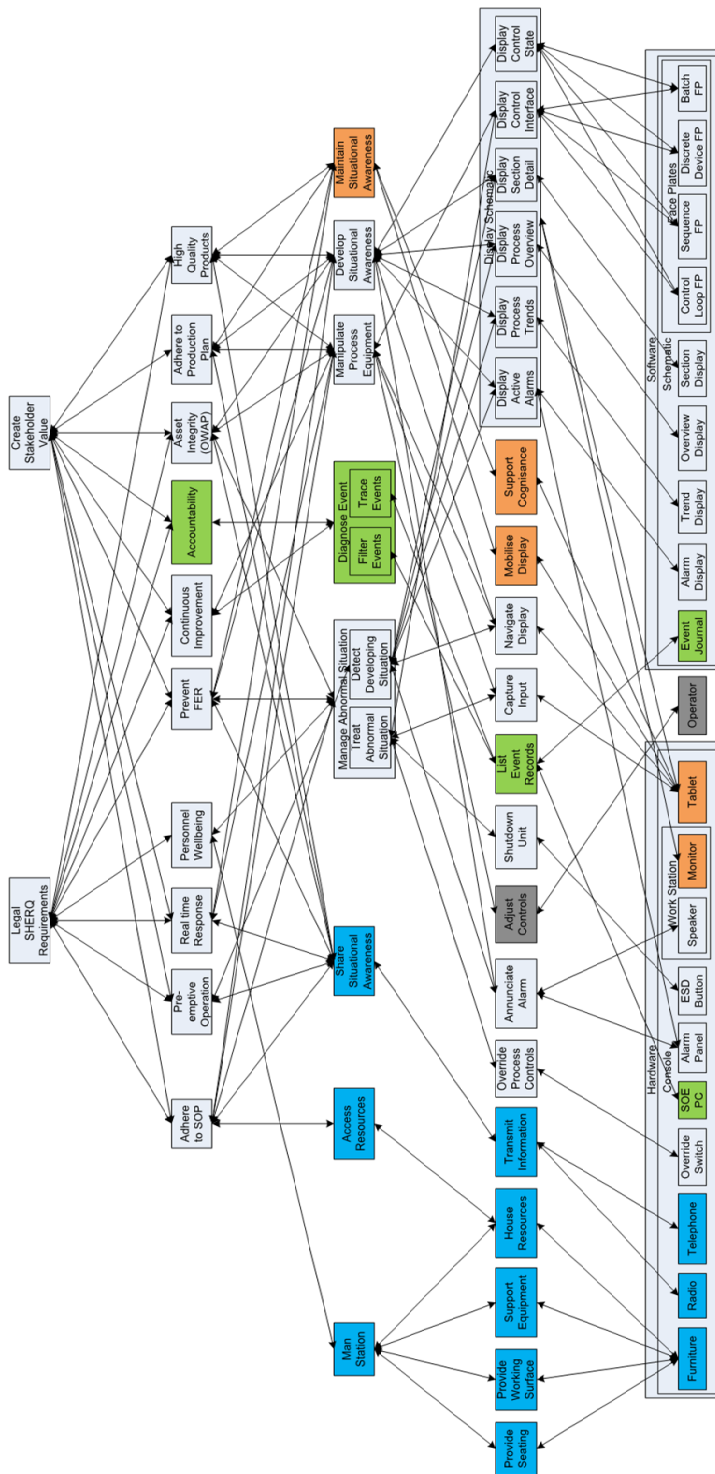 Legal
SHERQ
Requirements
Create
Stakeholder
Value
Adhere
to SOP
Pre-
emptive
Operation
Real time
Response
Personnel
Wellbeing
Prevent
FER
Continuous
Improvement
Accountability
Asset
Integrity
(OWAP)
Adhere to
Production
Plan
High
Quality
Products
Man
Station
Access
Resources
Share
Situational
Awareness
Manage Abnormal Situation
Treat
Abnormal
Situation
Detect
Developing
Situation
Diagnose Event
Filter
Events
Trace
Events
Manipulate
Process
Equipment
Develop
Situational
Awareness
Maintain
Situational
Awareness
Provide
Seating
Provide
Working
Surface
Support
Equipment
House
Resources
Transmit
Information
Override
Process
Controls
Annunciate
Alarm
Adjust
Controls
Shutdown
Unit
List
Event
Records
Capture
Input
Navigate
Display
Mobilise
Display
Support
Cognisance
Display Schematic
Display
Active
Alarms
Display
Process
Trends
Display
Process
Overview
Display
Section
Detail
Display
Control
Interface
Display
Control
State
Hardware
Console
Furniture
Radio
Telephone
Override
Switch
SOE
PC
Alarm
Panel
ESD
Button
Work Station
Speaker
Monitor
Tablet
Operator
Software
Schematic
Event
Journal
Alarm
Display
Trend
Display
Overview
Display
Section
Display
Face Plates
Control
Loop FP
Sequence
FP
Discrete
Device FP
Batch
FP